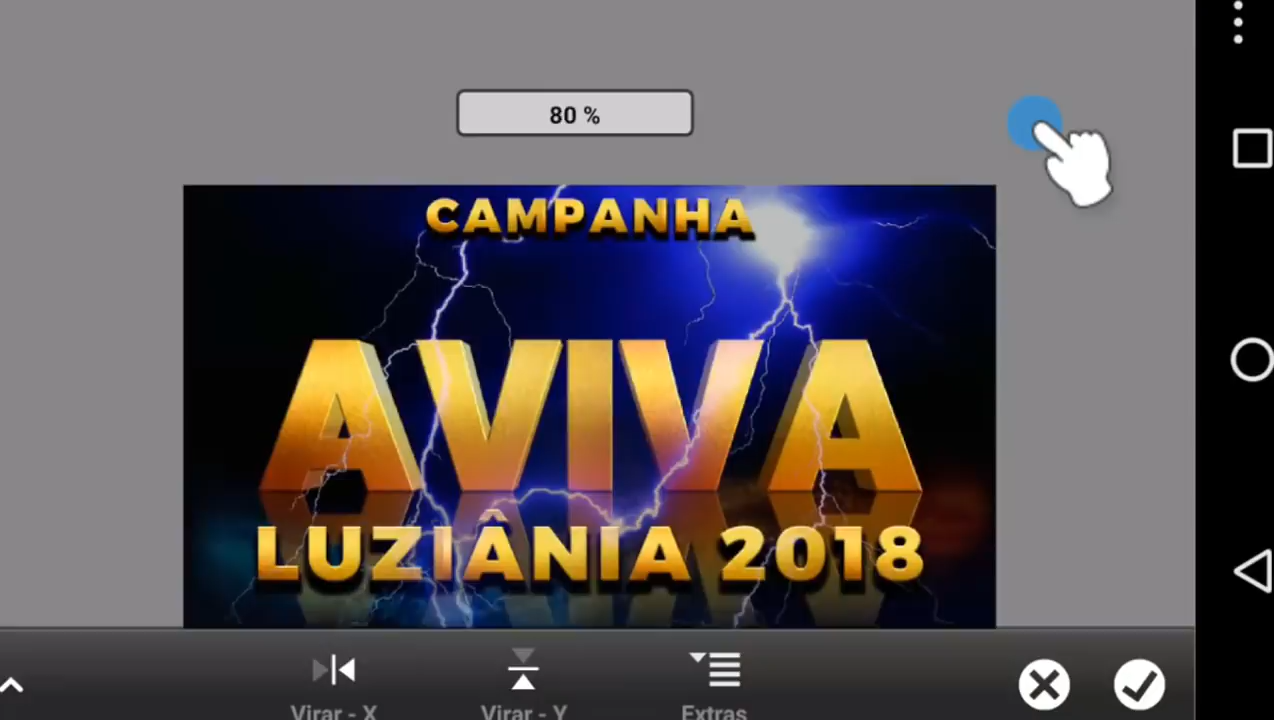 80 %
CAMPANHA
AVIVA
LUZIÂNIA 2018
Virar - X
Virar - Y
Extras